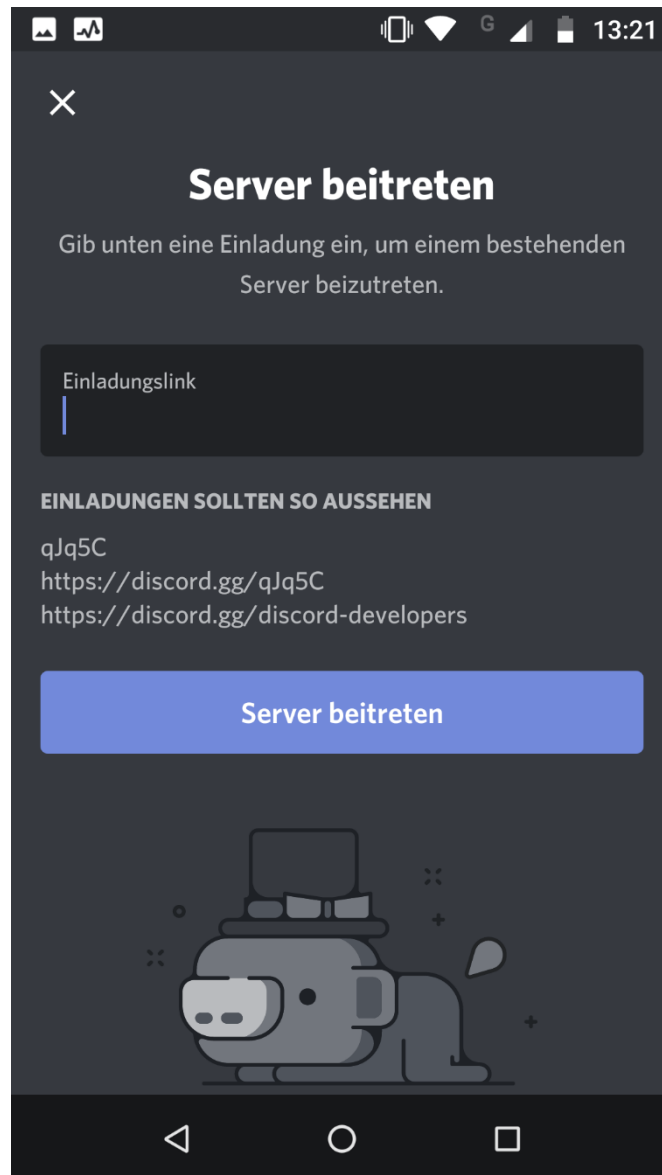 G 13:21
Server beitreten
Gib unten eine Einladung ein, um einem bestehenden
Server beizutreten.
Einladungslink
EINLADUNGEN SOLLTEN SO AUSSEHEN
qJq5C
https://discord.gg/qJq5C
https://discord.gg/discord-developers
Server beitreten